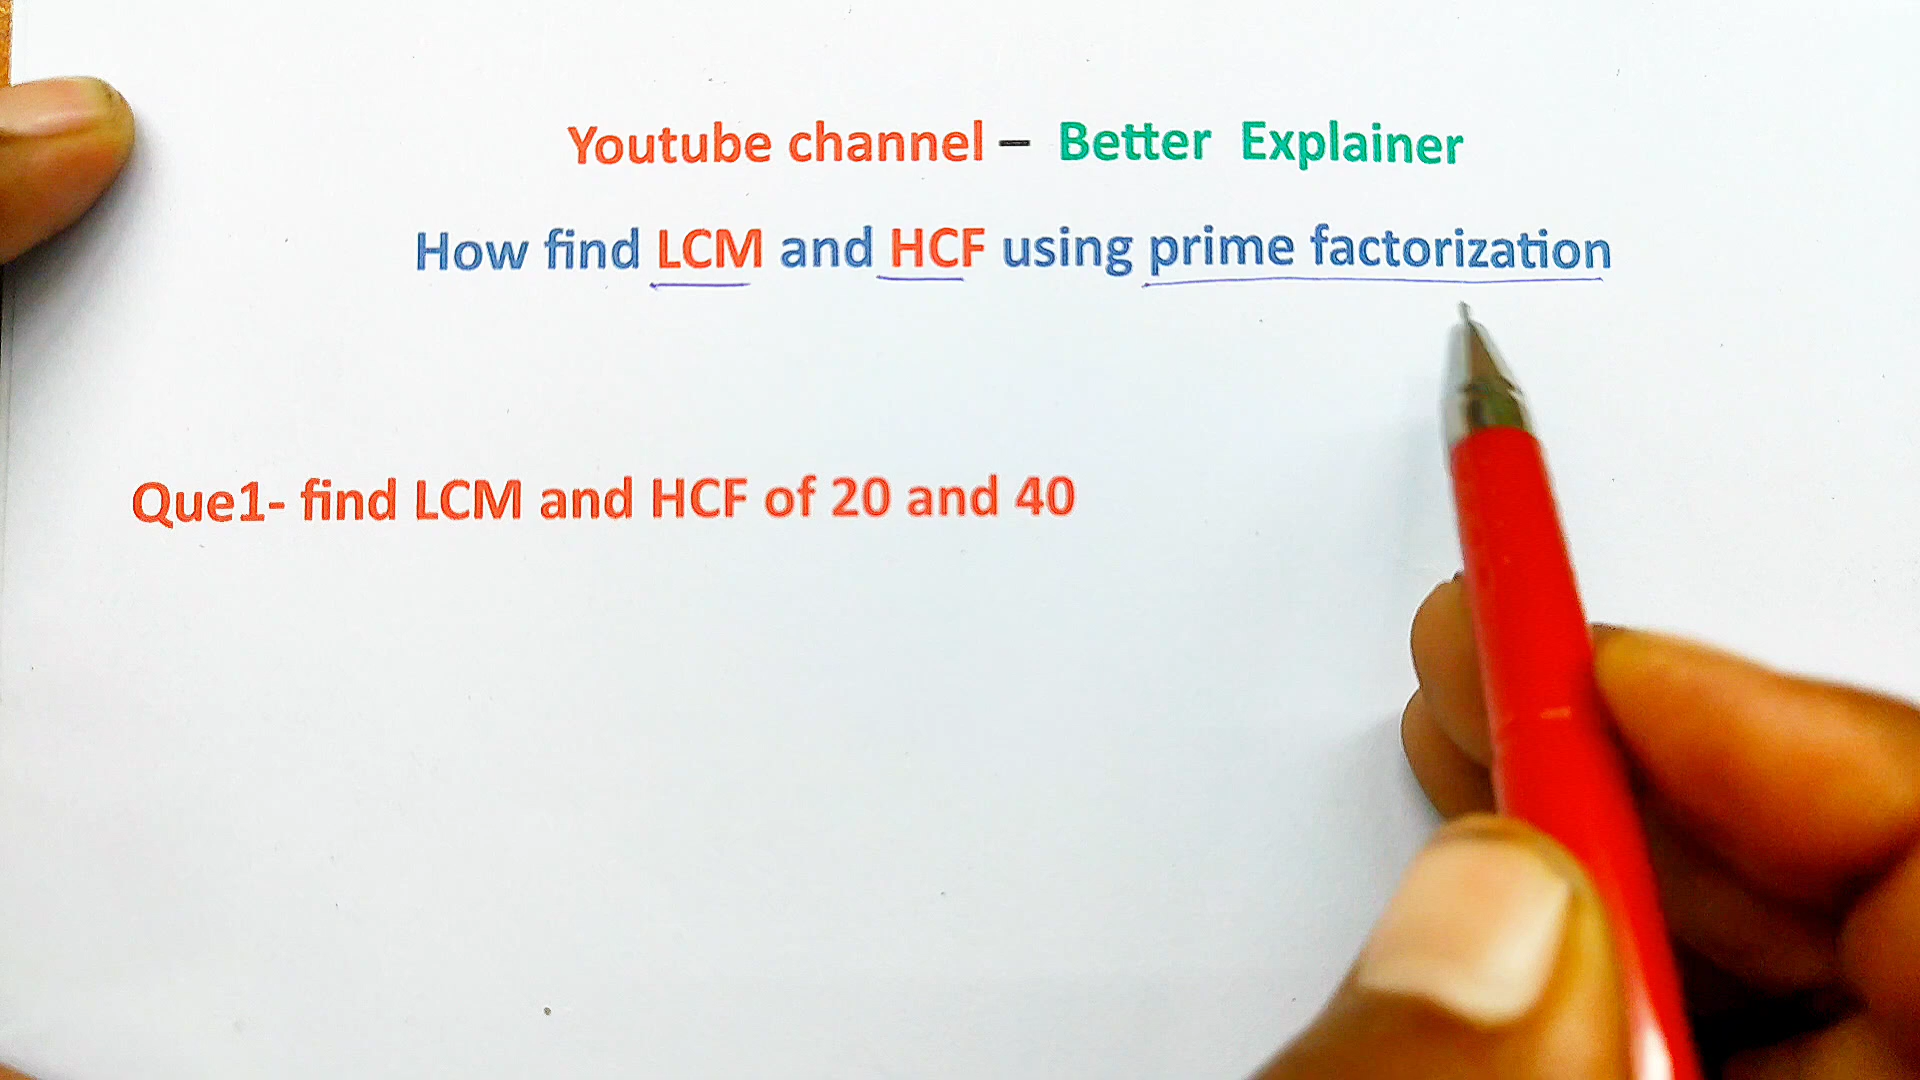 Youtube channel – Better Explainer
How find LCM and HCF using prime factorization
Que1- find LCM and HCF of 20 and 40